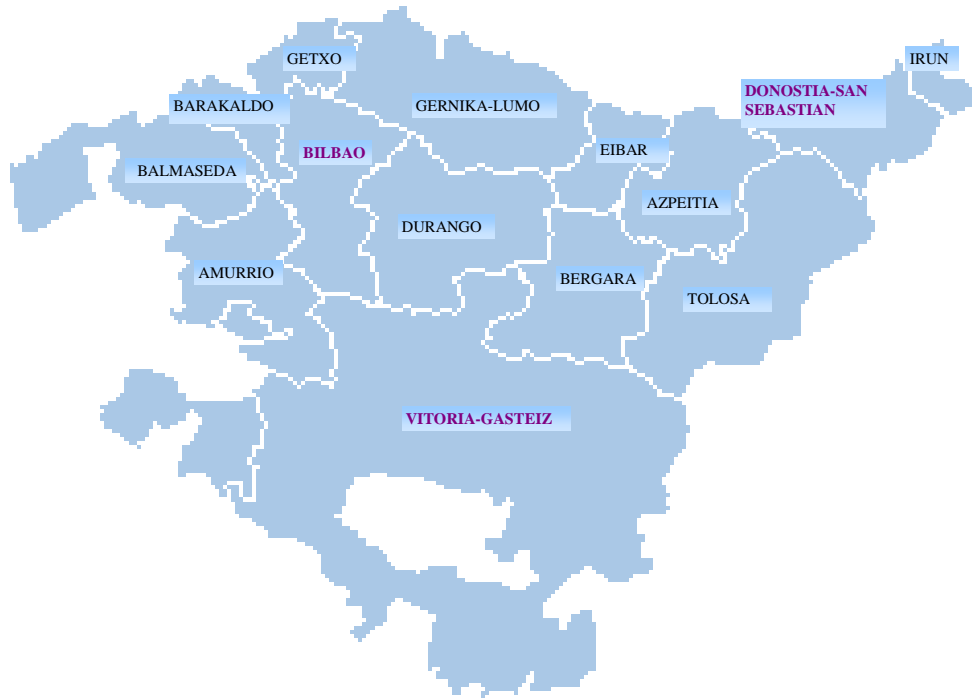 GETXO
IRUN
DONOSTIA-SAN
SEBASTIAN
BARAKALDO
GERNIKA-LUMO
BILBAO
EIBAR
BALMASEDA
AZPEITIA
DURANGO
AMURRIO
BERGARA
TOLOSA
VITORIA-GASTEIZ